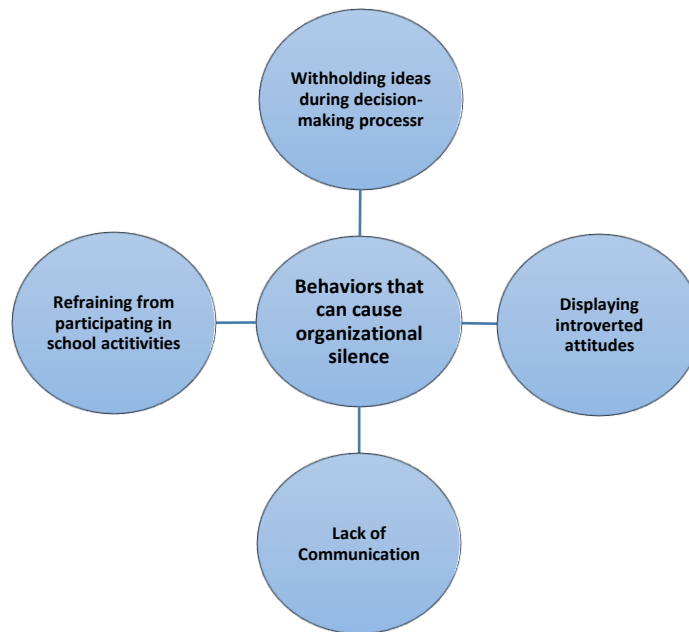 Withholding ideas
during decision-
making processr
Refraining from
participating in
school actitivities
Behaviors that
can cause
organizational
silence
Displaying
introverted
attitudes
Lack of
Communication